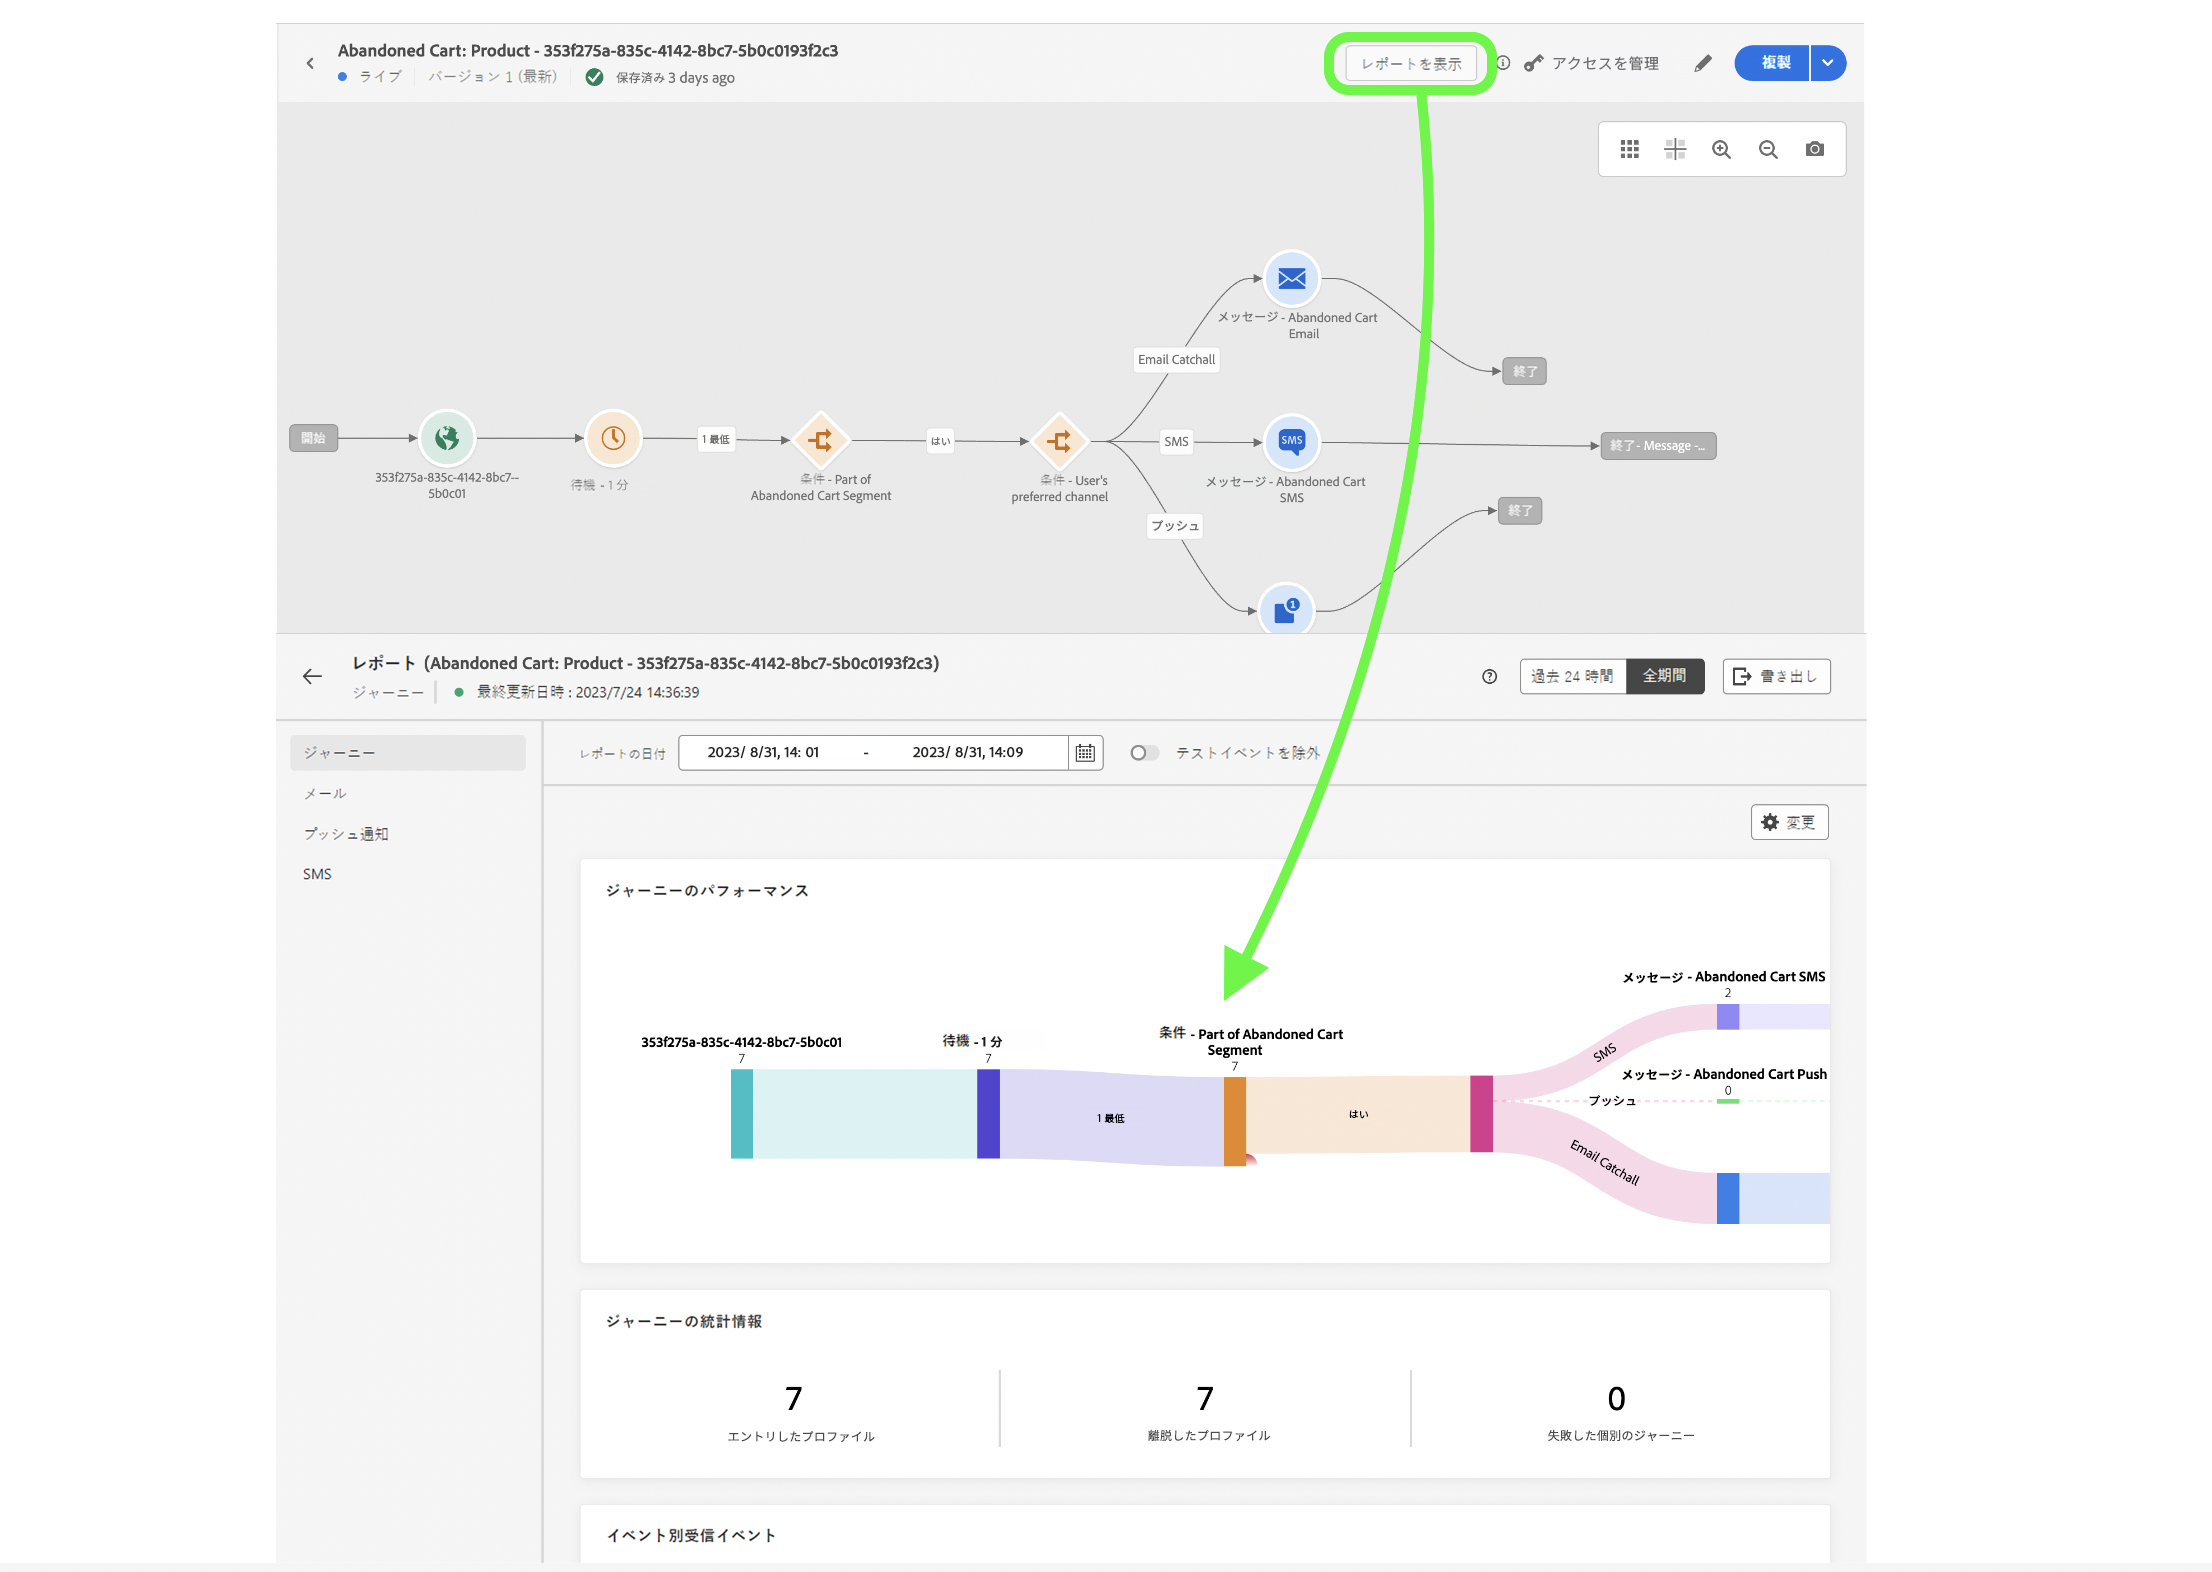 Abandoned Cart: Product - 353f275a-835c-4142-8bc7-5b0c0193f2c3
ライブ
バージョン 1 (最新)
保存済み 3 days ago
レポートを表示
アクセスを管理
複製
メッセージ - Abandoned Cart
Email
Email Catchall
終了
開始
1 最低
はい
SMS
SMS
終了- Message -...
353f275a-835c-4142-8bc7--
5b0c01
待機 - 1 分
条件 - Part of
Abandoned Cart Segment
条件 - User's
preferred channel
メッセージ - Abandoned Cart
SMS
プッシュ
終了
1
レポート (Abandoned Cart: Product - 353f275a-835c-4142-8bc7-5b0c0193f2c3)
ジャーニー
最終更新日時 : 2023/7/24 14:36:39
過去 24 時間
全期間
書き出し
ジャーニー
メール
プッシュ通知
SMS
レポートの日付
2023/ 8/31, 14: 01
-
2023/ 8/31, 14:09
テストイベントを除外
変更
ジャーニーのパフォーマンス
353f275a-835c-4142-8bc7-5b0c01
7
待機 - 1 分
7
1 最低
条件 - Part of Abandoned Cart
Segment
7
はい
メッセージ - Abandoned Cart SMS
2
SMS
メッセージ - Abandoned Cart Push
0
プッシュ
Email Catchall
ジャーニーの統計情報
7
エントリしたプロファイル
7
離脱したプロファイル
0
失敗した個別のジャーニー
イベント別受信イベント